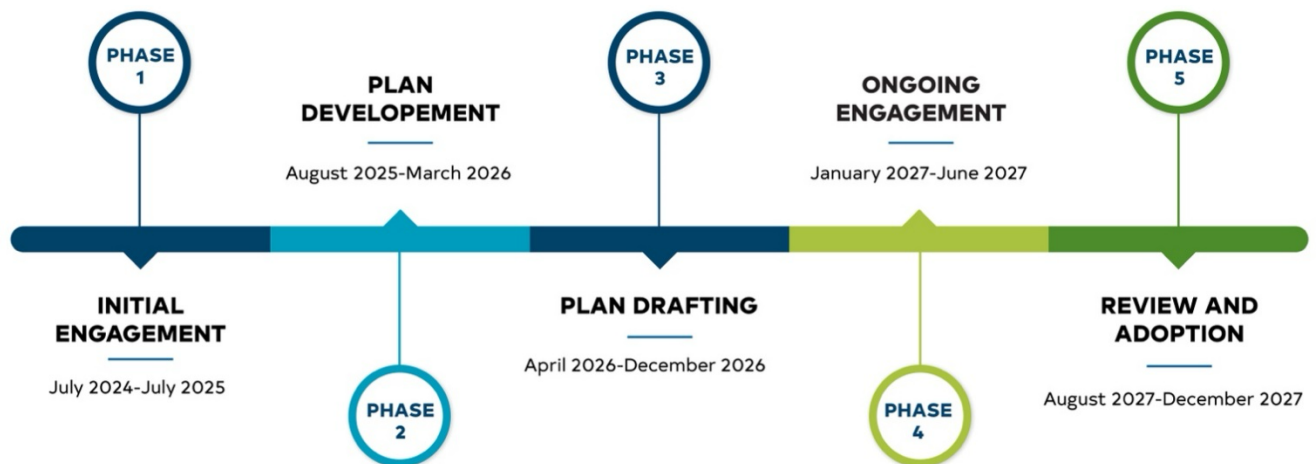 PHASE
1
INITIAL
ENGAGEMENT
July 2024-July 2025
PLAN
DEVELOPEMENT
August 2025-March 2026
PHASE
2
PHASE
3
PLAN DRAFTING
April 2026-December 2026
ONGOING
ENGAGEMENT
January 2027-June 2027
PHASE
4
PHASE
5
REVIEW AND
ADOPTION
August 2027-December 2027